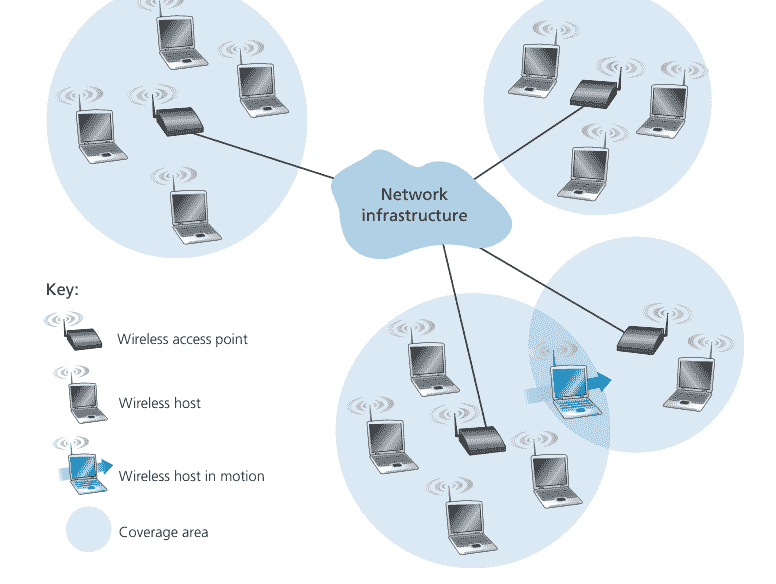 Network
infrastructure
Key:
Wireless access point
Wireless host
Wireless host in motion
Coverage area